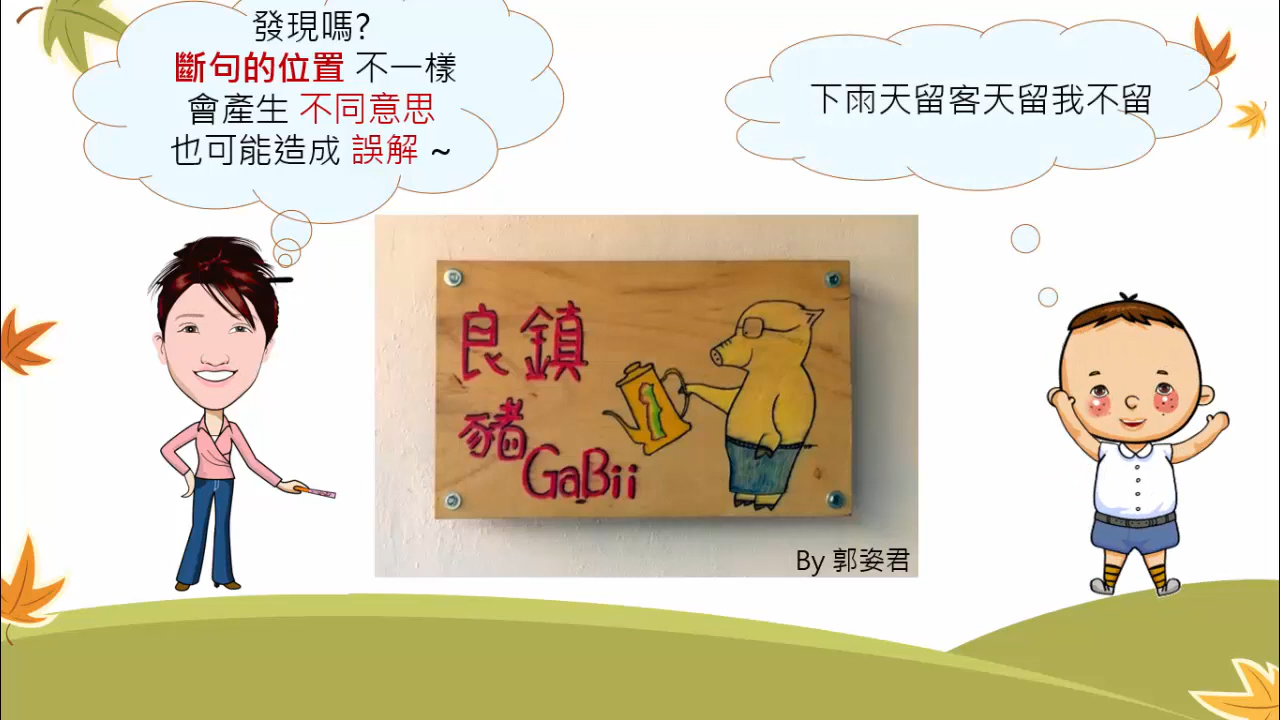 發現嗎?
斷句的位置 不一樣
會產生 不同意思
也可能造成 誤解 ~
下雨天留客天留我不留
良鎮
豬GaBii
By 郭姿君